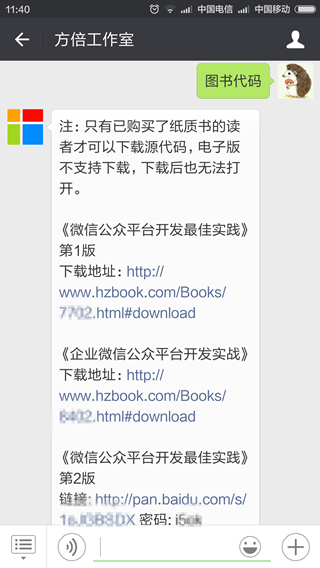 11:40
中国电信
中国移动
方倍工作室
图书代码
注：只有已购买了纸质书的读
者才可以下载源代码，电子版
不支持下载，下载后也无法打
开。
《微信公众平台开发最佳实践》
第1版
下载地址：http://
www.hzbook.com/Books/
.html#download
《企业微信公众平台开发实战》
下载地址：http://
www.hzbook.com/Books/
.html#download
《微信公众平台开发最佳实践》
第2版
链接: http://pan.baidu.com/s/
密码: